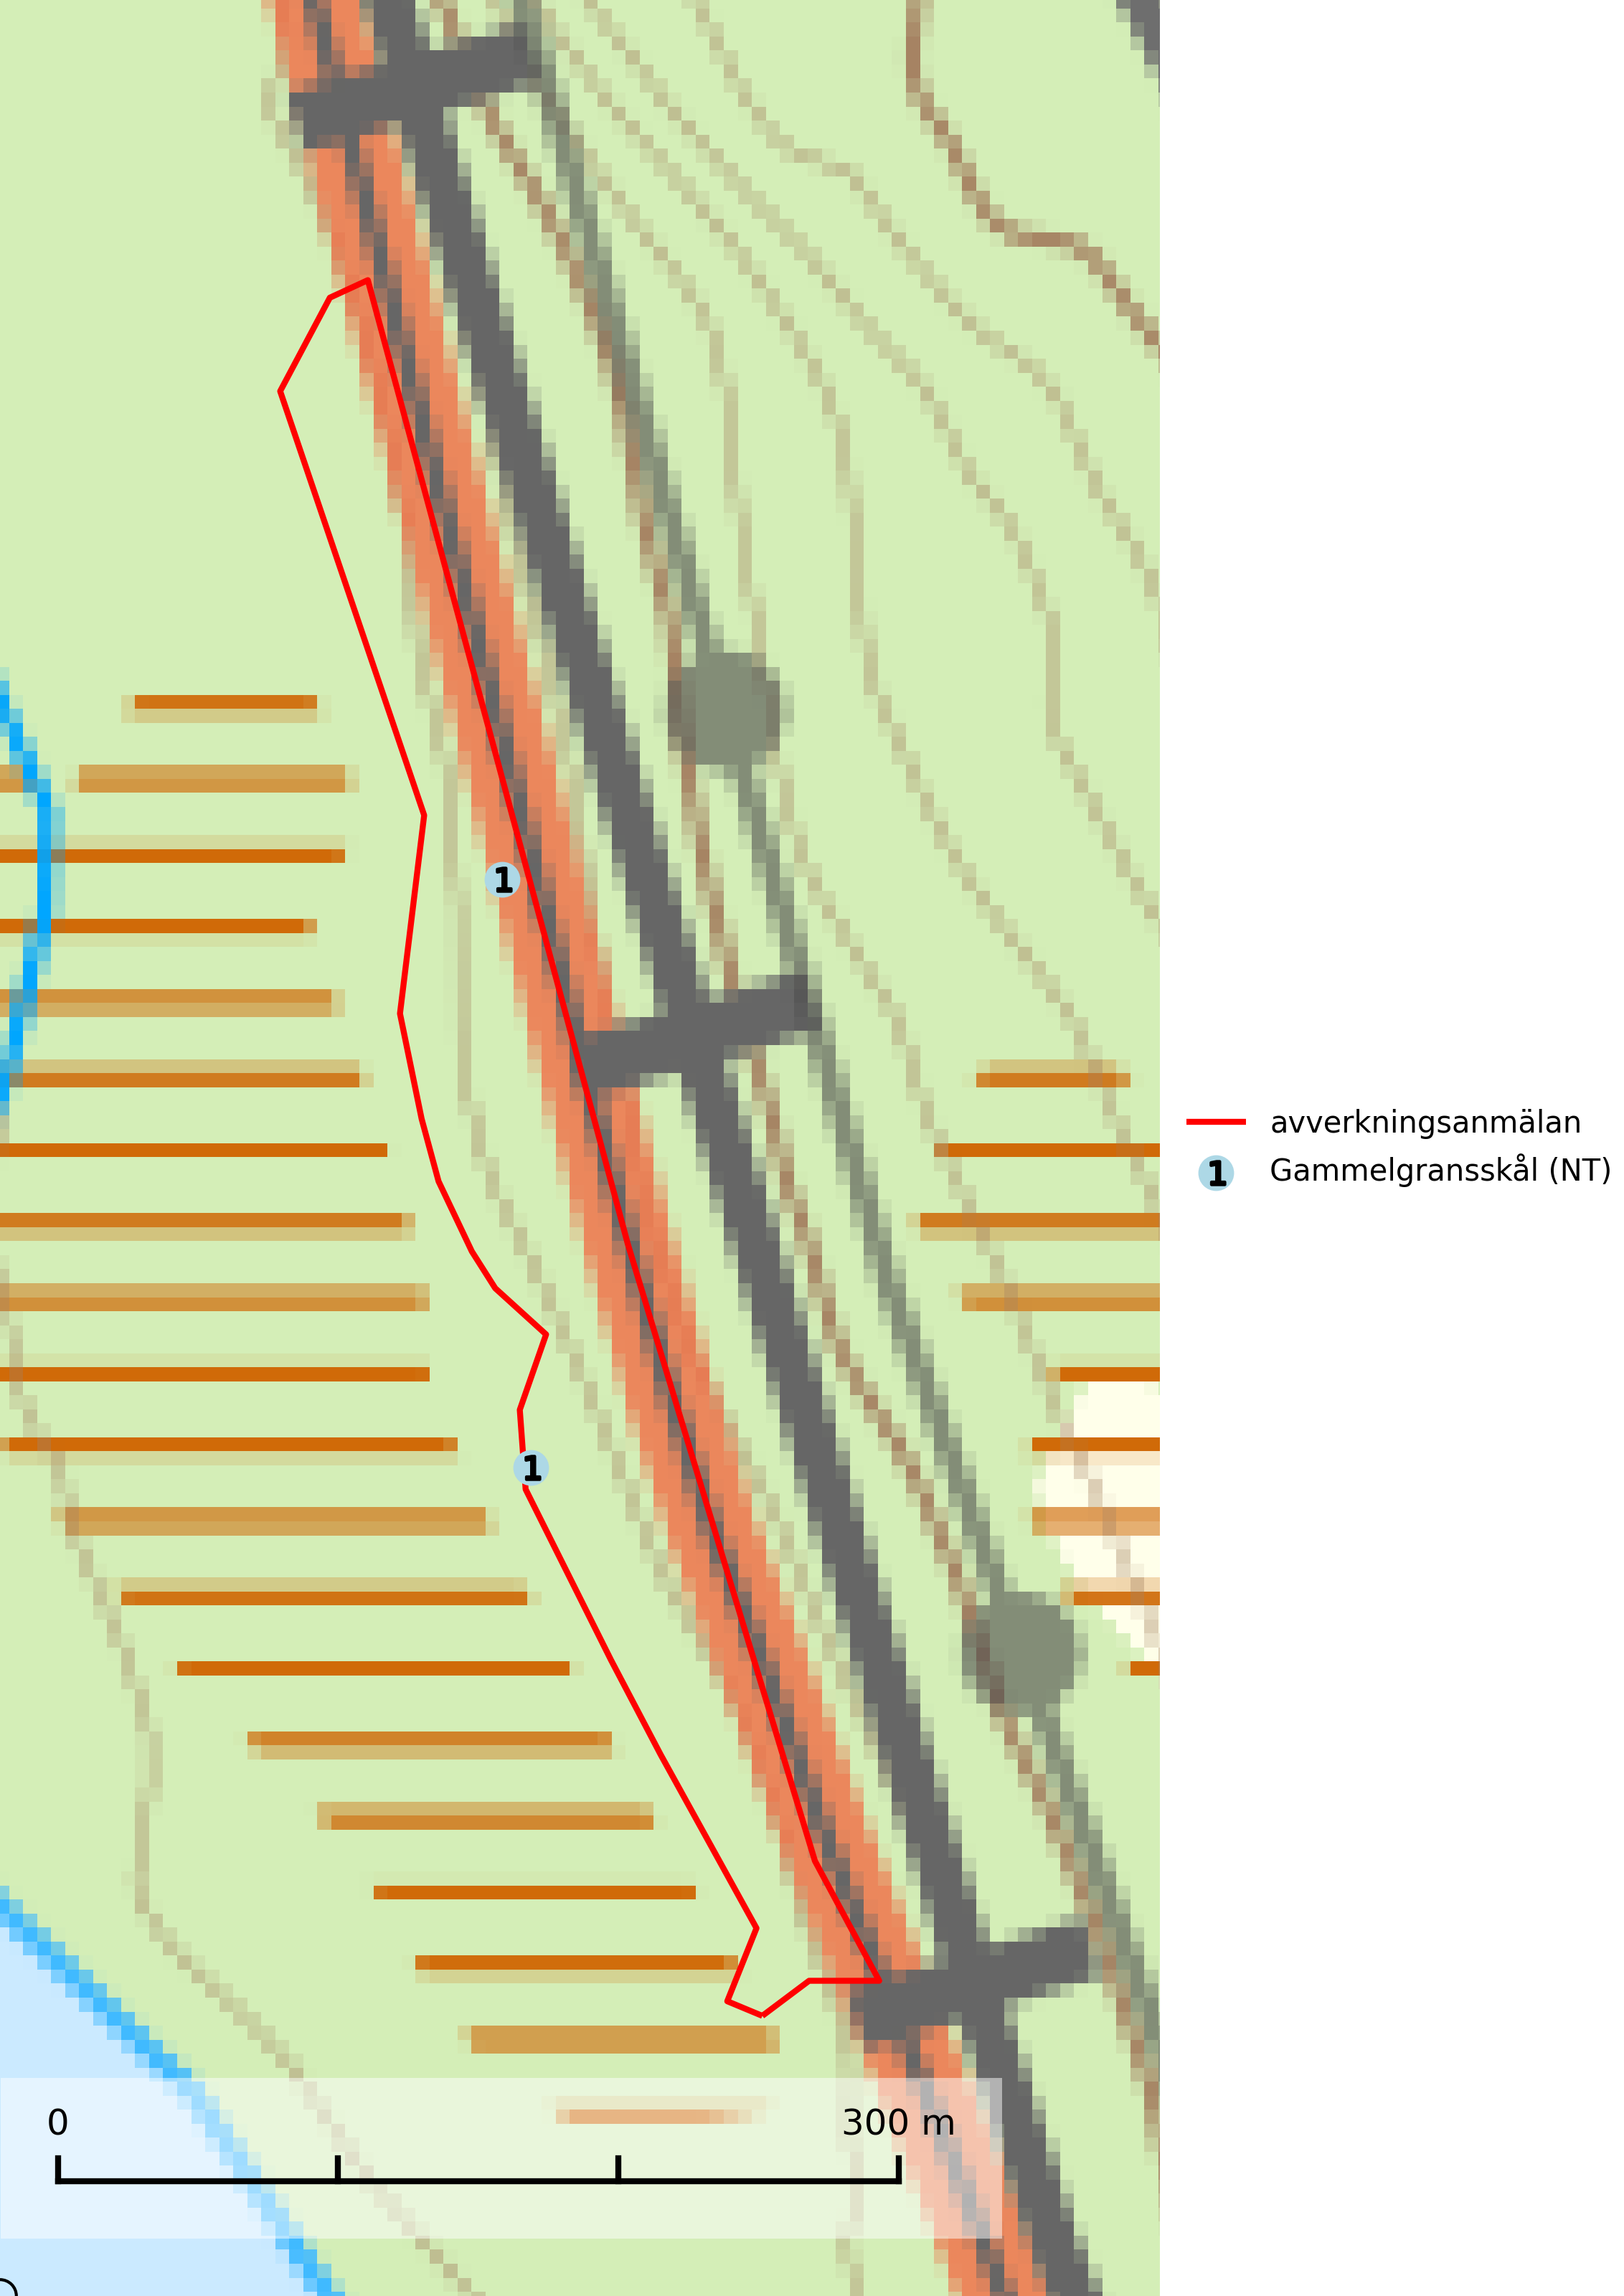 1
avverkningsanmälan
1 Gammelgransskål (NT)
1
0 300 m